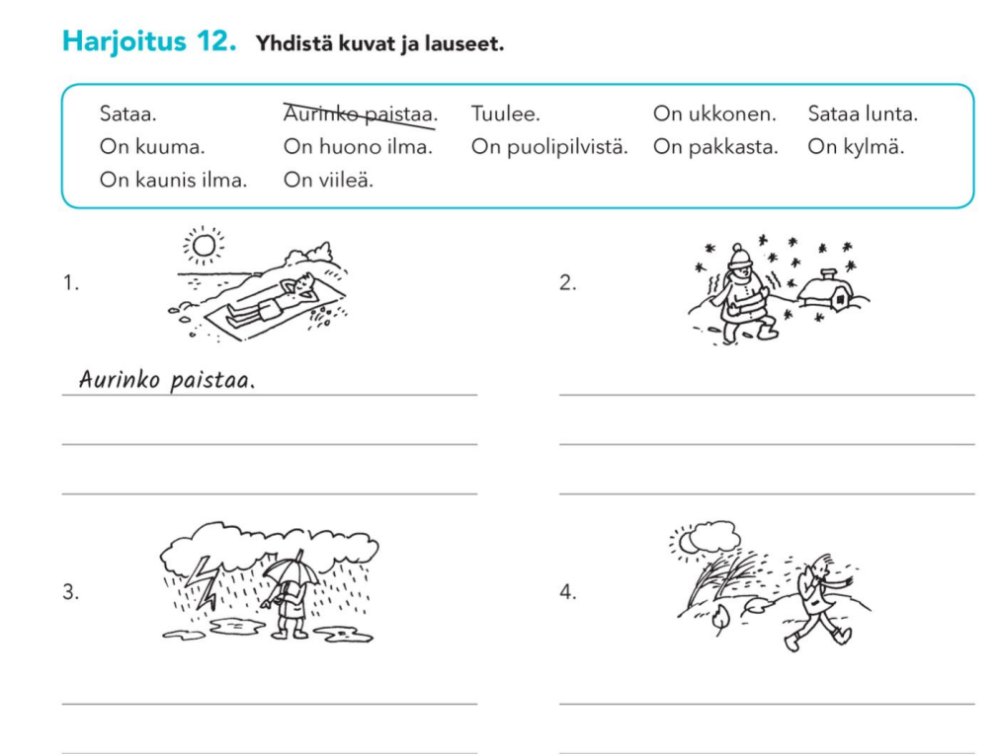 Harjoitus 12. Yhdistä kuvat ja lauseet.
Sataa. Aurinko paistaa. Tuulee. On ukkonen. Sataa lunta.
On kuuma. On huono ilma. On puolipilvistä. On pakkasta. On kylmä.
On kaunis ilma. On viileä.
1. 2.
Aurinko paistaa.
3. 4.